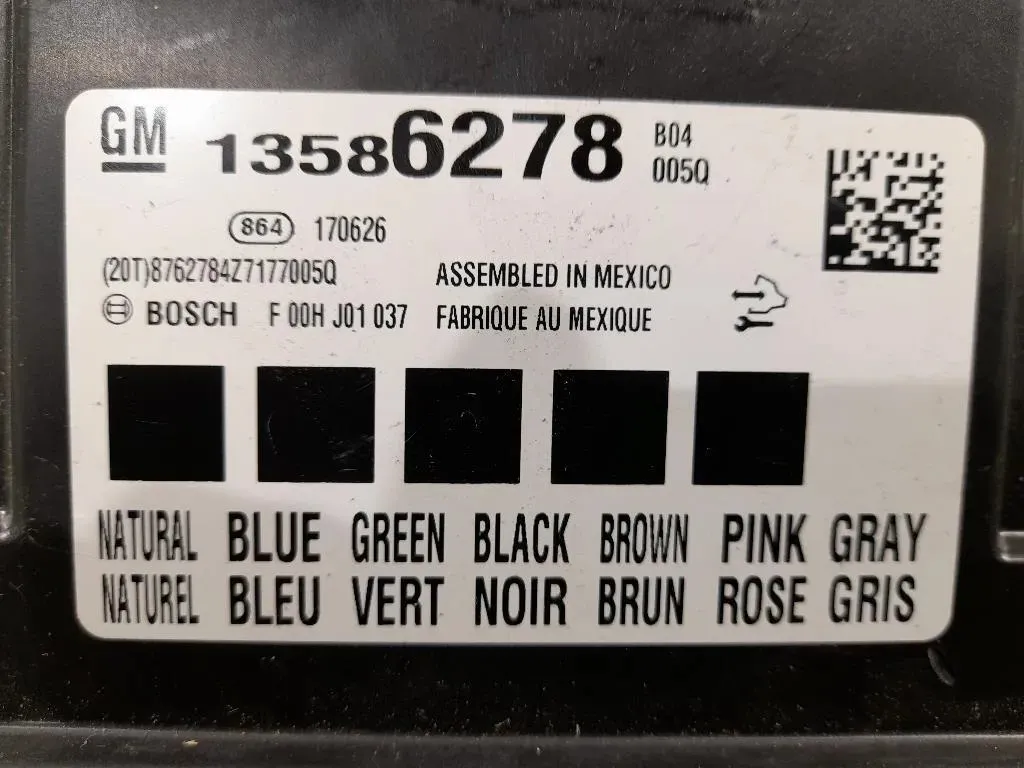 GM 13586278 B04
005Q
864 170626
(20T)8762784Z7177005Q ASSEMBLED IN MEXICO
BOSCH F 00H J01 037 FABRIQUE AU MEXIQUE
NATURAL BLUE GREEN BLACK BROWN PINK GRAY
NATUREL BLEU VERT NOIR BRUN ROSE GRIS